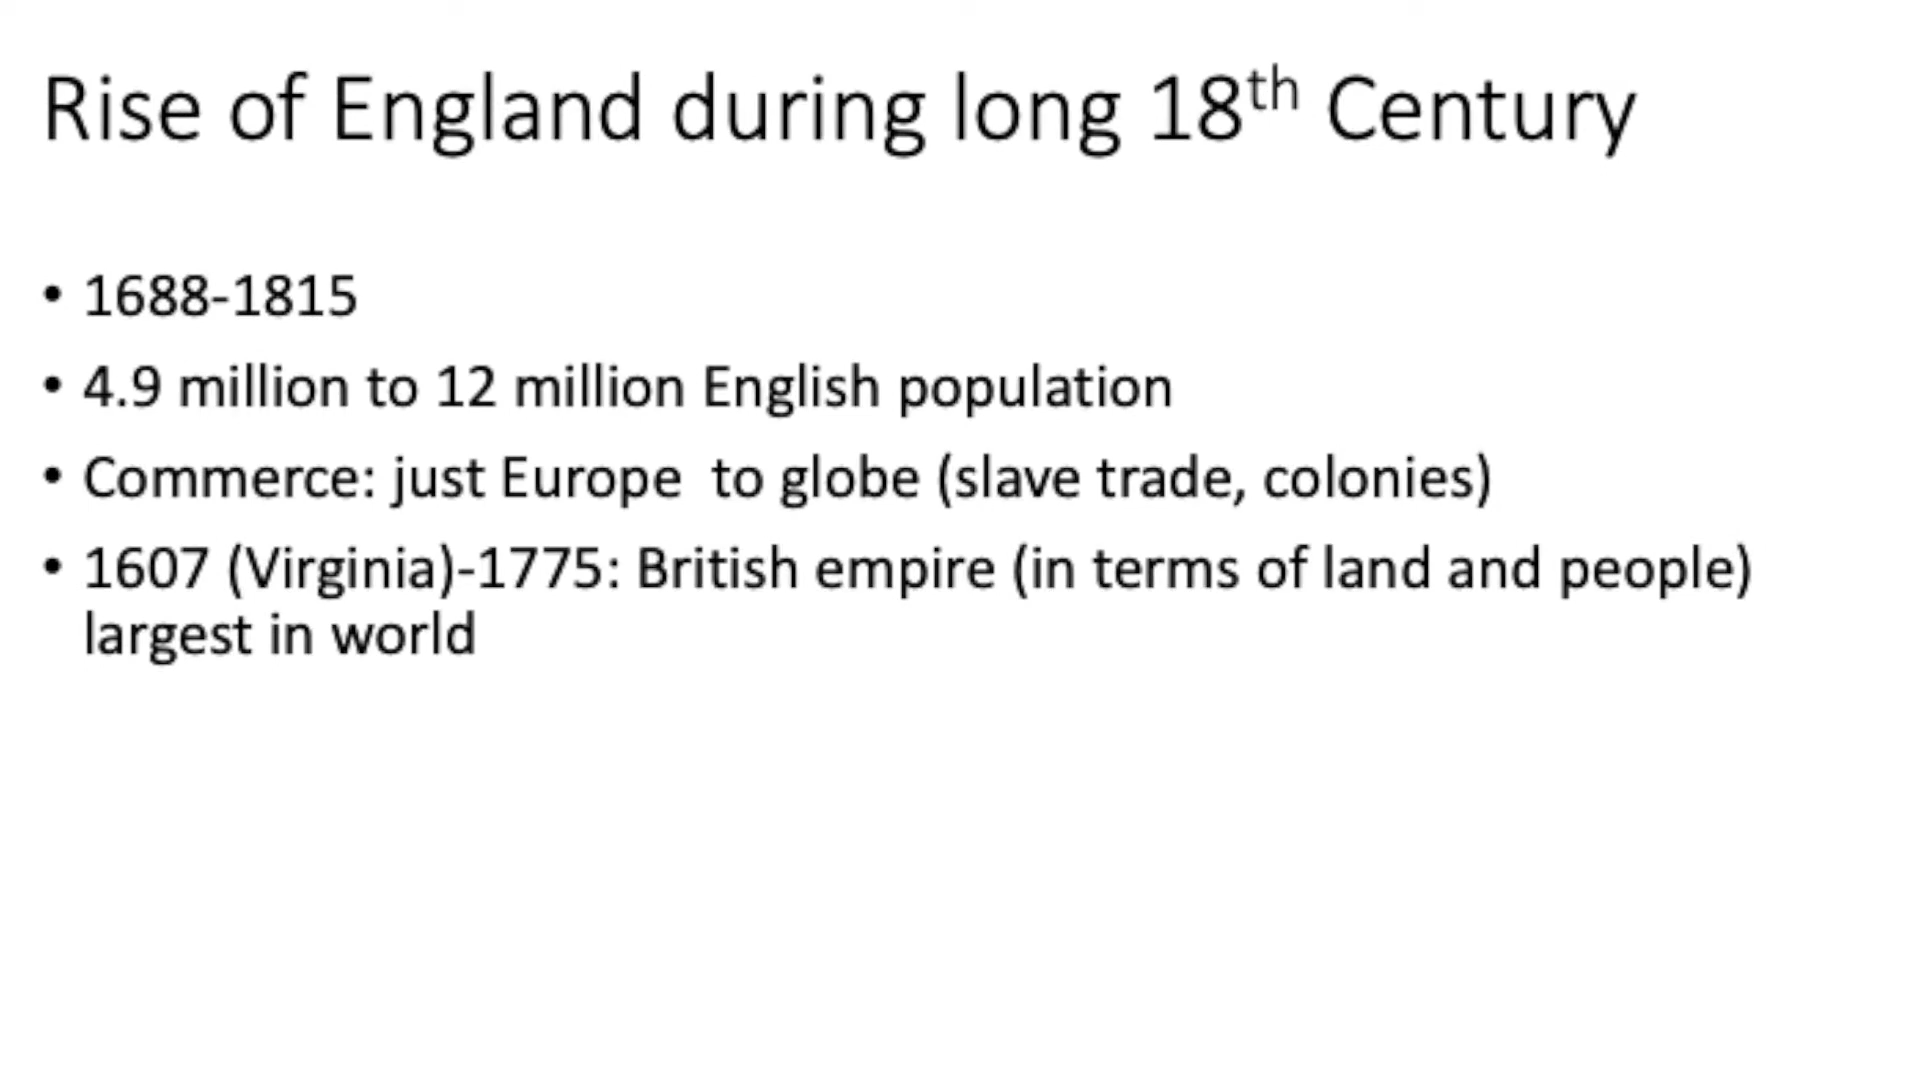 Rise of England during long 18th Century
• 1688-1815
• 4.9 million to 12 million English population
• Commerce: just Europe  to globe (slave trade, colonies)
• 1607 (Virginia)-1775: British empire (in terms of land and people)
largest in world